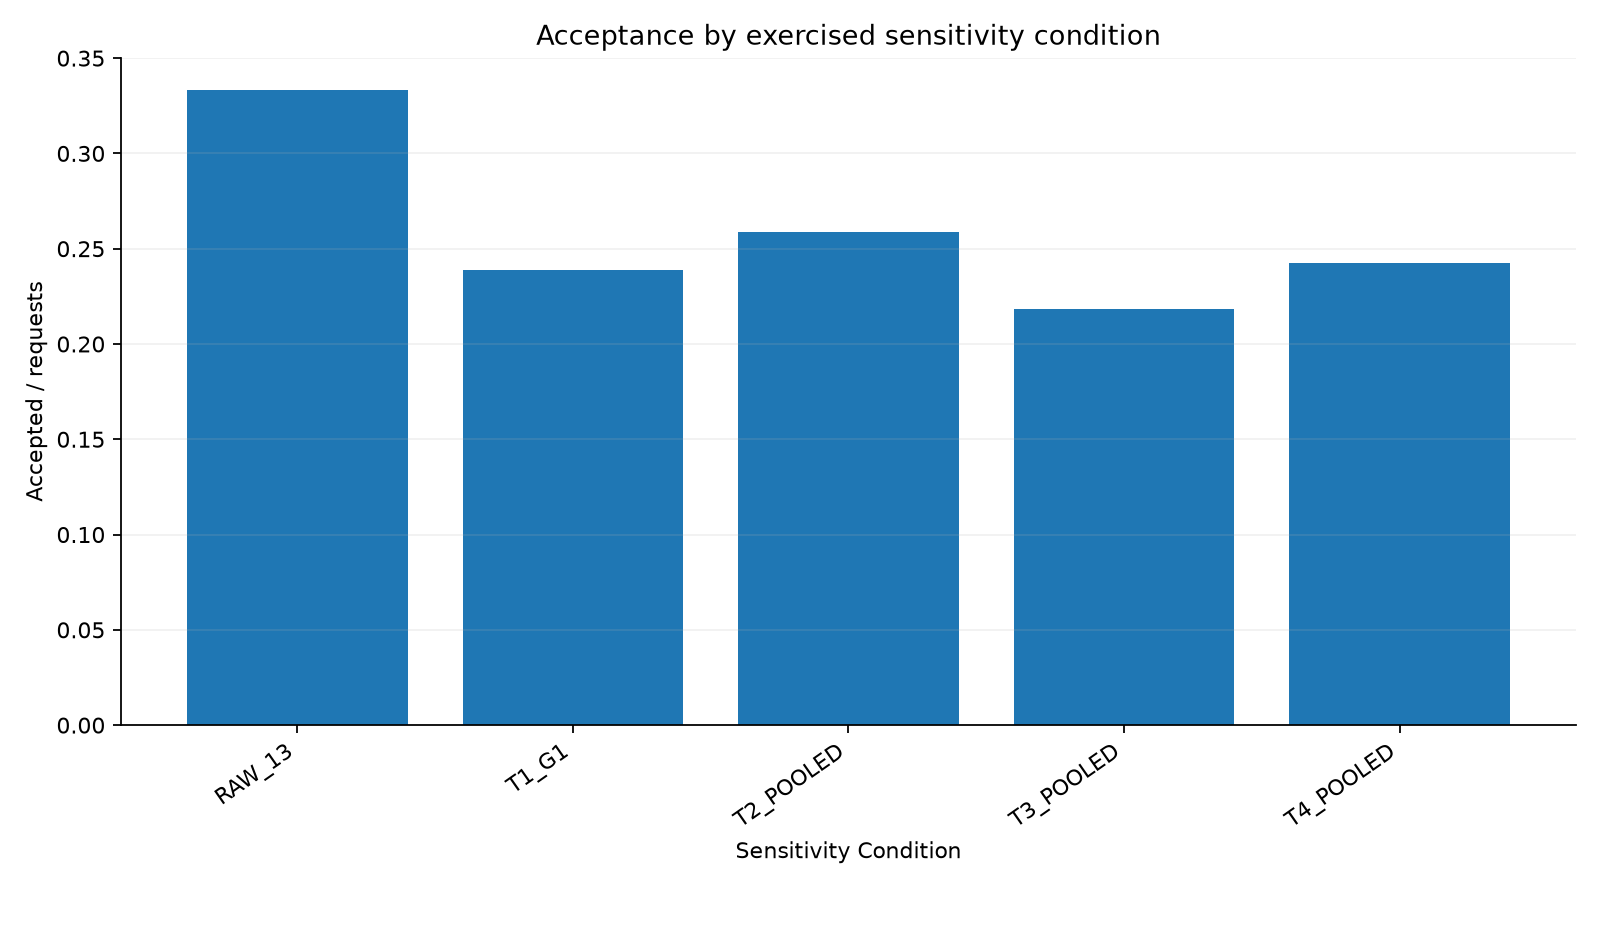 Acceptance by exercised sensitivity condition
0.35
0.30
0.25
0.20
0.15
0.10
0.05
0.00
Accepted / requests
RAW_13
T1_G1
T2_POOLED
T3_POOLED
T4_POOLED
Sensitivity Condition